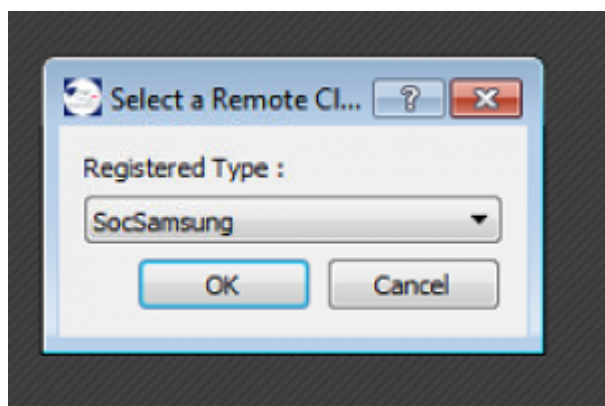 Select a Remote Cl...
Registered Type :
SocSamsung
OK Cancel